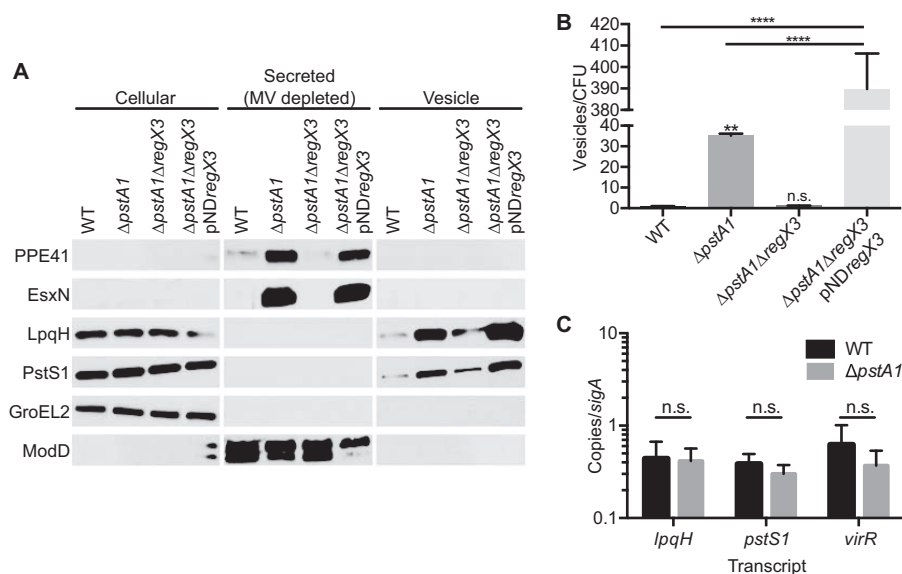 A
Cellular
Secreted
(MV depleted)
Vesicle
WT
ΔpstA1
ΔpstA1ΔregX3
ΔpstA1ΔregX3
pNDregX3
WT
ΔpstA1
ΔpstA1ΔregX3
ΔpstA1ΔregX3
pNDregX3
WT
ΔpstA1
ΔpstA1ΔregX3
ΔpstA1ΔregX3
pNDregX3
PPE41
EsxN
LpqH
PstS1
GroEL2
ModD
B
Vesicles/CFU
420
410
400
390
380
40
30
20
10
0
****
****
**
n.s.
WT
ΔpstA1
ΔpstA1ΔregX3
ΔpstA1ΔregX3
pNDregX3
C
Copies/sigA
10
1
0.1
WT
ΔpstA1
n.s.
n.s.
n.s.
lpqH
pstS1
virR
Transcript